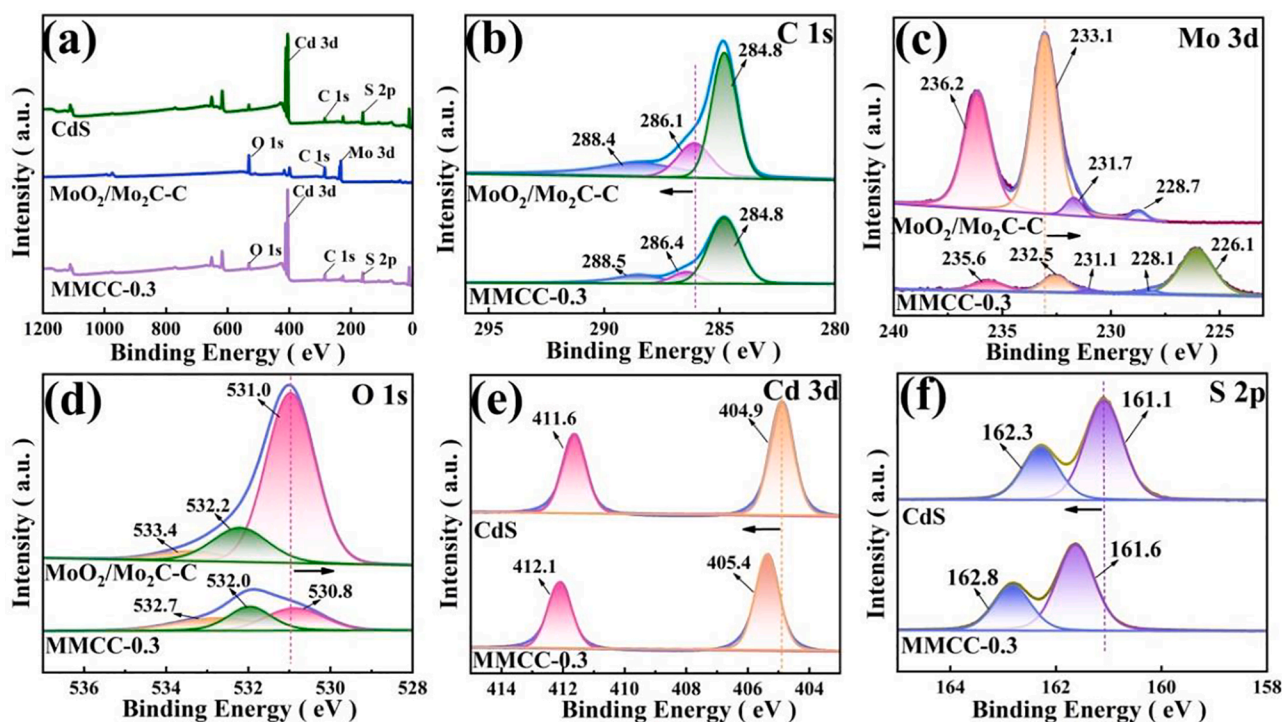 (a)
Cd 3d
C 1s
S 2p
CdS
O 1s
C 1s
Mo 3d
MoO₂/Mo₂C-C
Cd 3d
O 1s
C 1s
S 2p
MMCC-0.3
1200 1000 800 600 400 200 0
Binding Energy ( eV )
Intensity ( a.u. )
(b)
C 1s
284.8
286.1
288.4
MoO₂/Mo₂C-C
284.8
286.4
288.5
MMCC-0.3
295 290 285 280
Binding Energy ( eV )
Intensity ( a.u. )
(c)
Mo 3d
233.1
236.2
231.7
228.7
MoO₂/Mo₂C-C
235.6
232.5
231.1
228.1
226.1
MMCC-0.3
240 235 230 225
Binding Energy ( eV )
Intensity ( a.u. )
(d)
O 1s
531.0
532.2
533.4
MoO₂/Mo₂C-C
532.0
530.8
532.7
MMCC-0.3
536 534 532 530 528
Binding Energy ( eV )
Intensity ( a.u. )
(e)
Cd 3d
411.6
404.9
CdS
412.1
405.4
MMCC-0.3
414 412 410 408 406 404
Binding Energy ( eV )
Intensity ( a.u. )
(f)
S 2p
161.1
162.3
CdS
162.8
161.6
MMCC-0.3
164 162 160 158
Binding Energy ( eV )
Intensity ( a.u. )